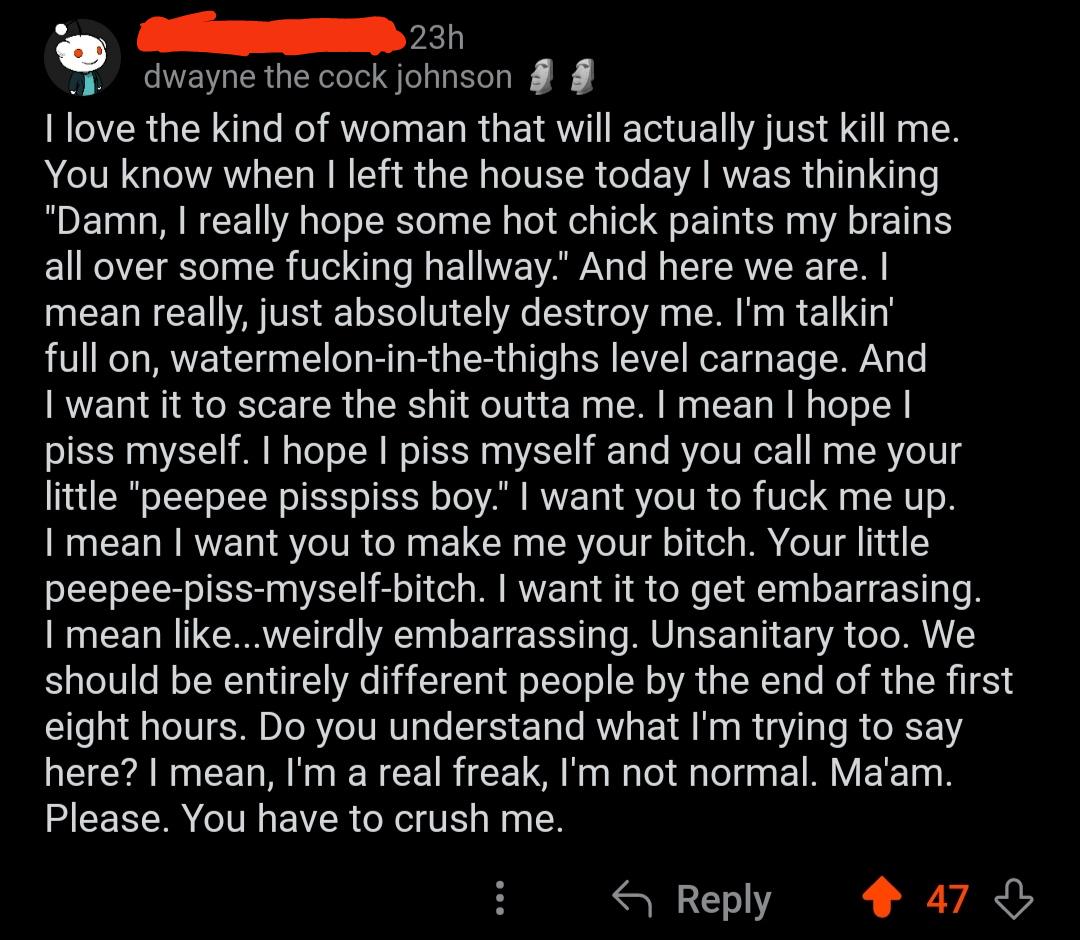 23h
dwayne the cock johnson 🗿🗿
I love the kind of woman that will actually just kill me.
You know when I left the house today I was thinking
"Damn, I really hope some hot chick paints my brains
all over some fucking hallway." And here we are. I
mean really, just absolutely destroy me. I'm talkin'
full on, watermelon-in-the-thighs level carnage. And
I want it to scare the shit outta me. I mean I hope I
piss myself. I hope I piss myself and you call me your
little "peepee pisspiss boy." I want you to fuck me up.
I mean I want you to make me your bitch. Your little
peepee-piss-myself-bitch. I want it to get embarrasing.
I mean like...weirdly embarrassing. Unsanitary too. We
should be entirely different people by the end of the first
eight hours. Do you understand what I'm trying to say
here? I mean, I'm a real freak, I'm not normal. Ma'am.
Please. You have to crush me.
Reply 47